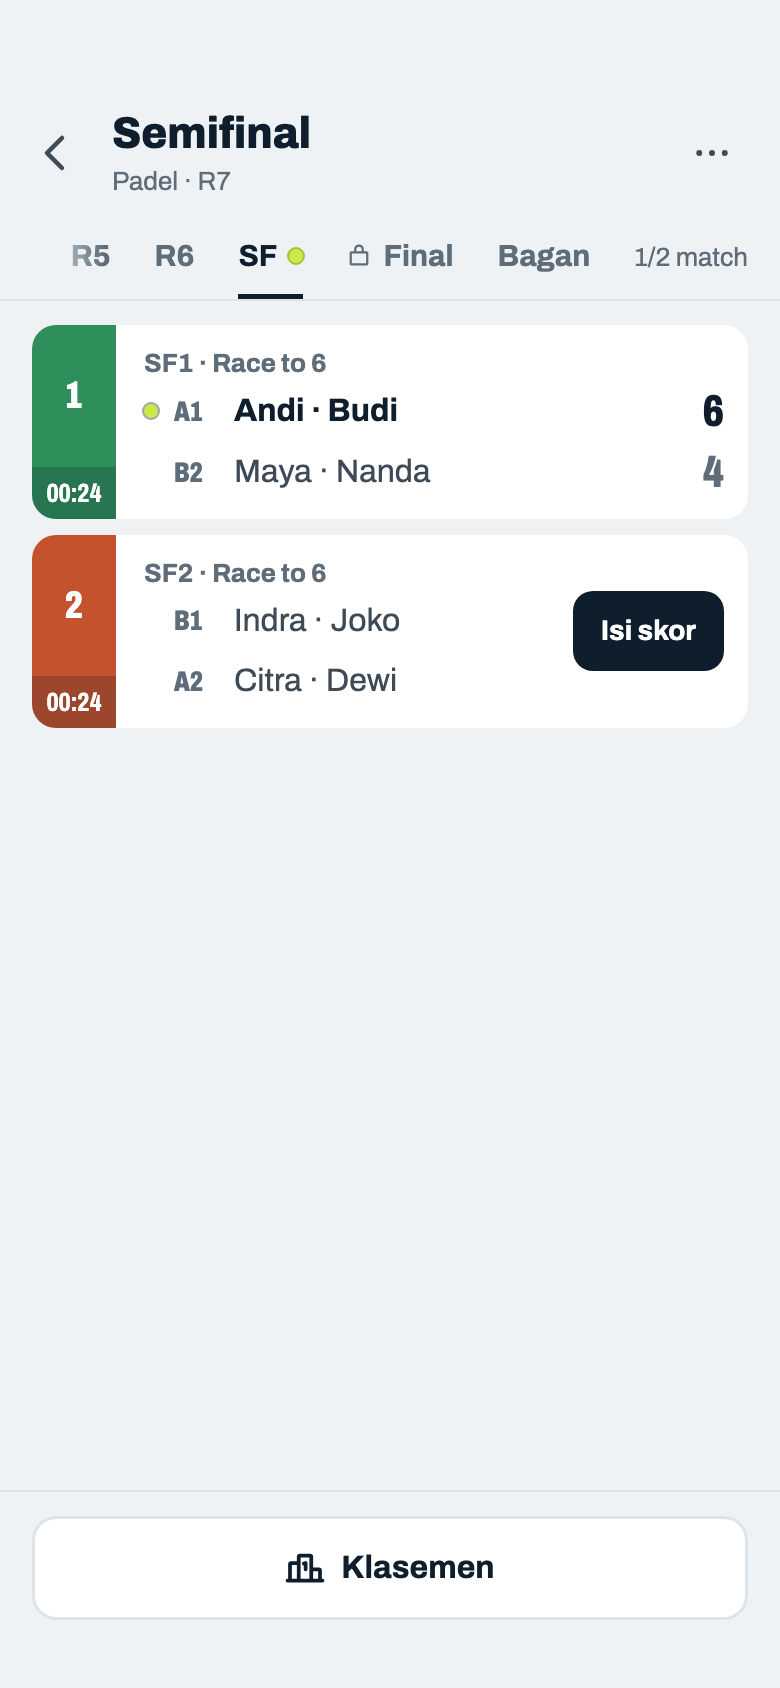 Semifinal
Padel · R7
R5 R6 SF Final Bagan 1/2 match
1
00:24
SF1 · Race to 6
A1 Andi · Budi 6
B2 Maya · Nanda 4
2
00:24
SF2 · Race to 6
B1 Indra · Joko
A2 Citra · Dewi
Isi skor
Klasemen